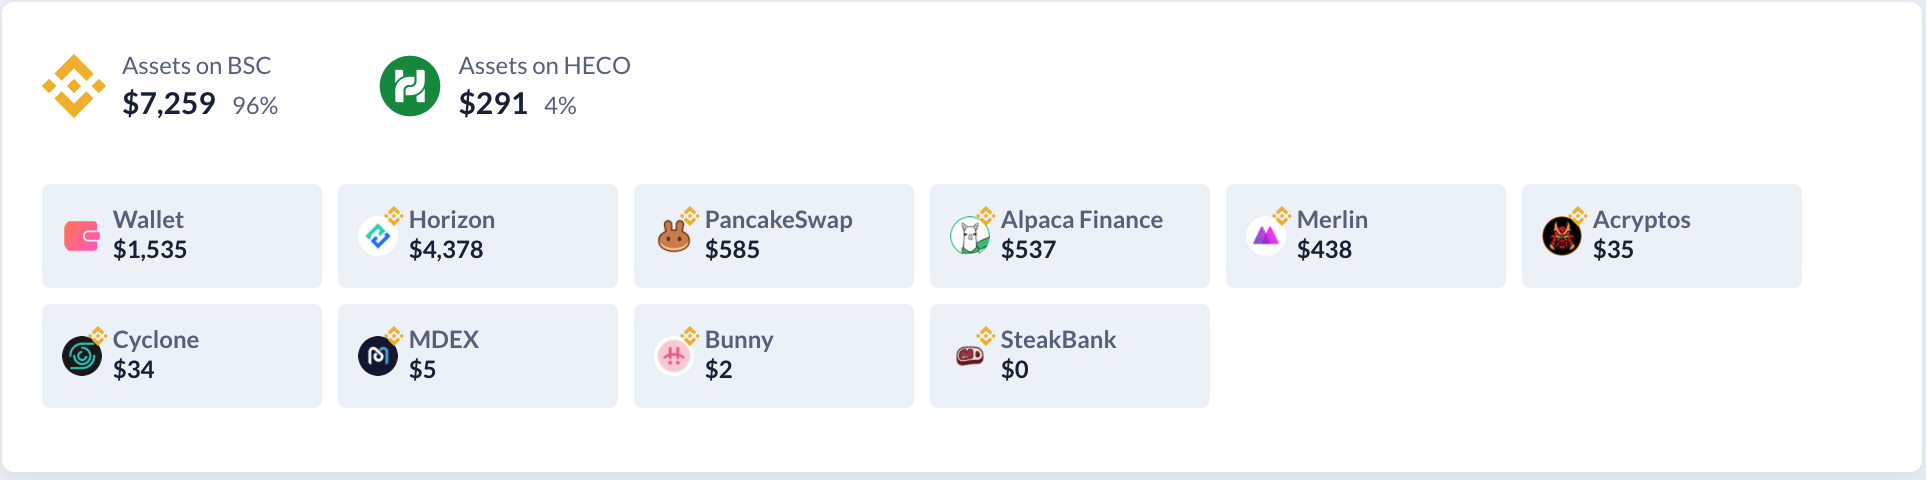 Assets on BSC
$7,259 96%
Assets on HECO
$291 4%
Wallet
$1,535
Horizon
$4,378
PancakeSwap
$585
Alpaca Finance
$537
Merlin
$438
Acryptos
$35
Cyclone
$34
MDEX
$5
Bunny
$2
SteakBank
$0